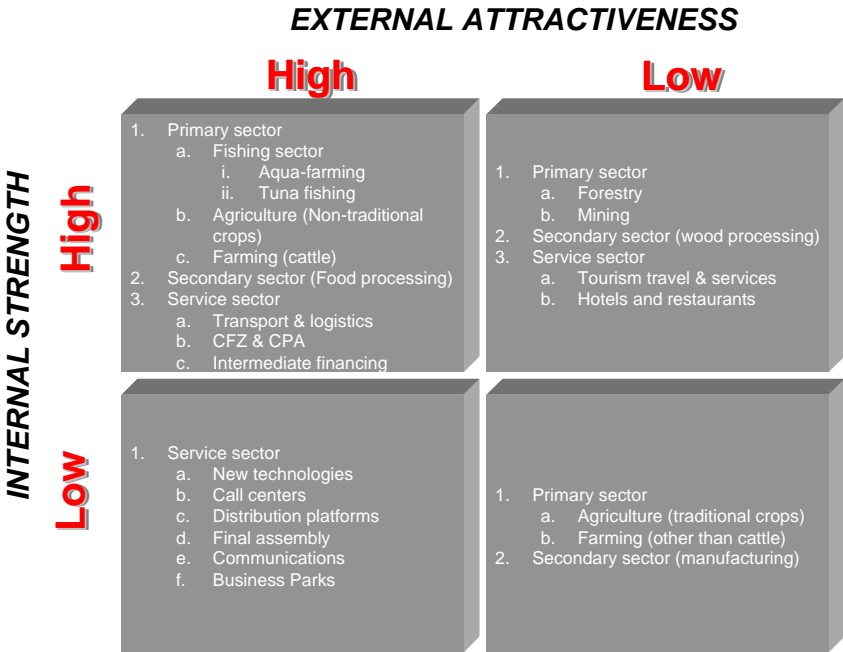 EXTERNAL ATTRACTIVENESS
High
Low
INTERNAL STRENGTH
High
1. Primary sector
a. Fishing sector
i. Aqua-farming
ii. Tuna fishing
b. Agriculture (Non-traditional
crops)
c. Farming (cattle)
2. Secondary sector (Food processing)
3. Service sector
a. Transport & logistics
b. CFZ & CPA
c. Intermediate financing
1. Primary sector
a. Forestry
b. Mining
2. Secondary sector (wood processing)
3. Service sector
a. Tourism travel & services
b. Hotels and restaurants
Low
1. Service sector
a. New technologies
b. Call centers
c. Distribution platforms
d. Final assembly
e. Communications
f. Business Parks
1. Primary sector
a. Agriculture (traditional crops)
b. Farming (other than cattle)
2. Secondary sector (manufacturing)